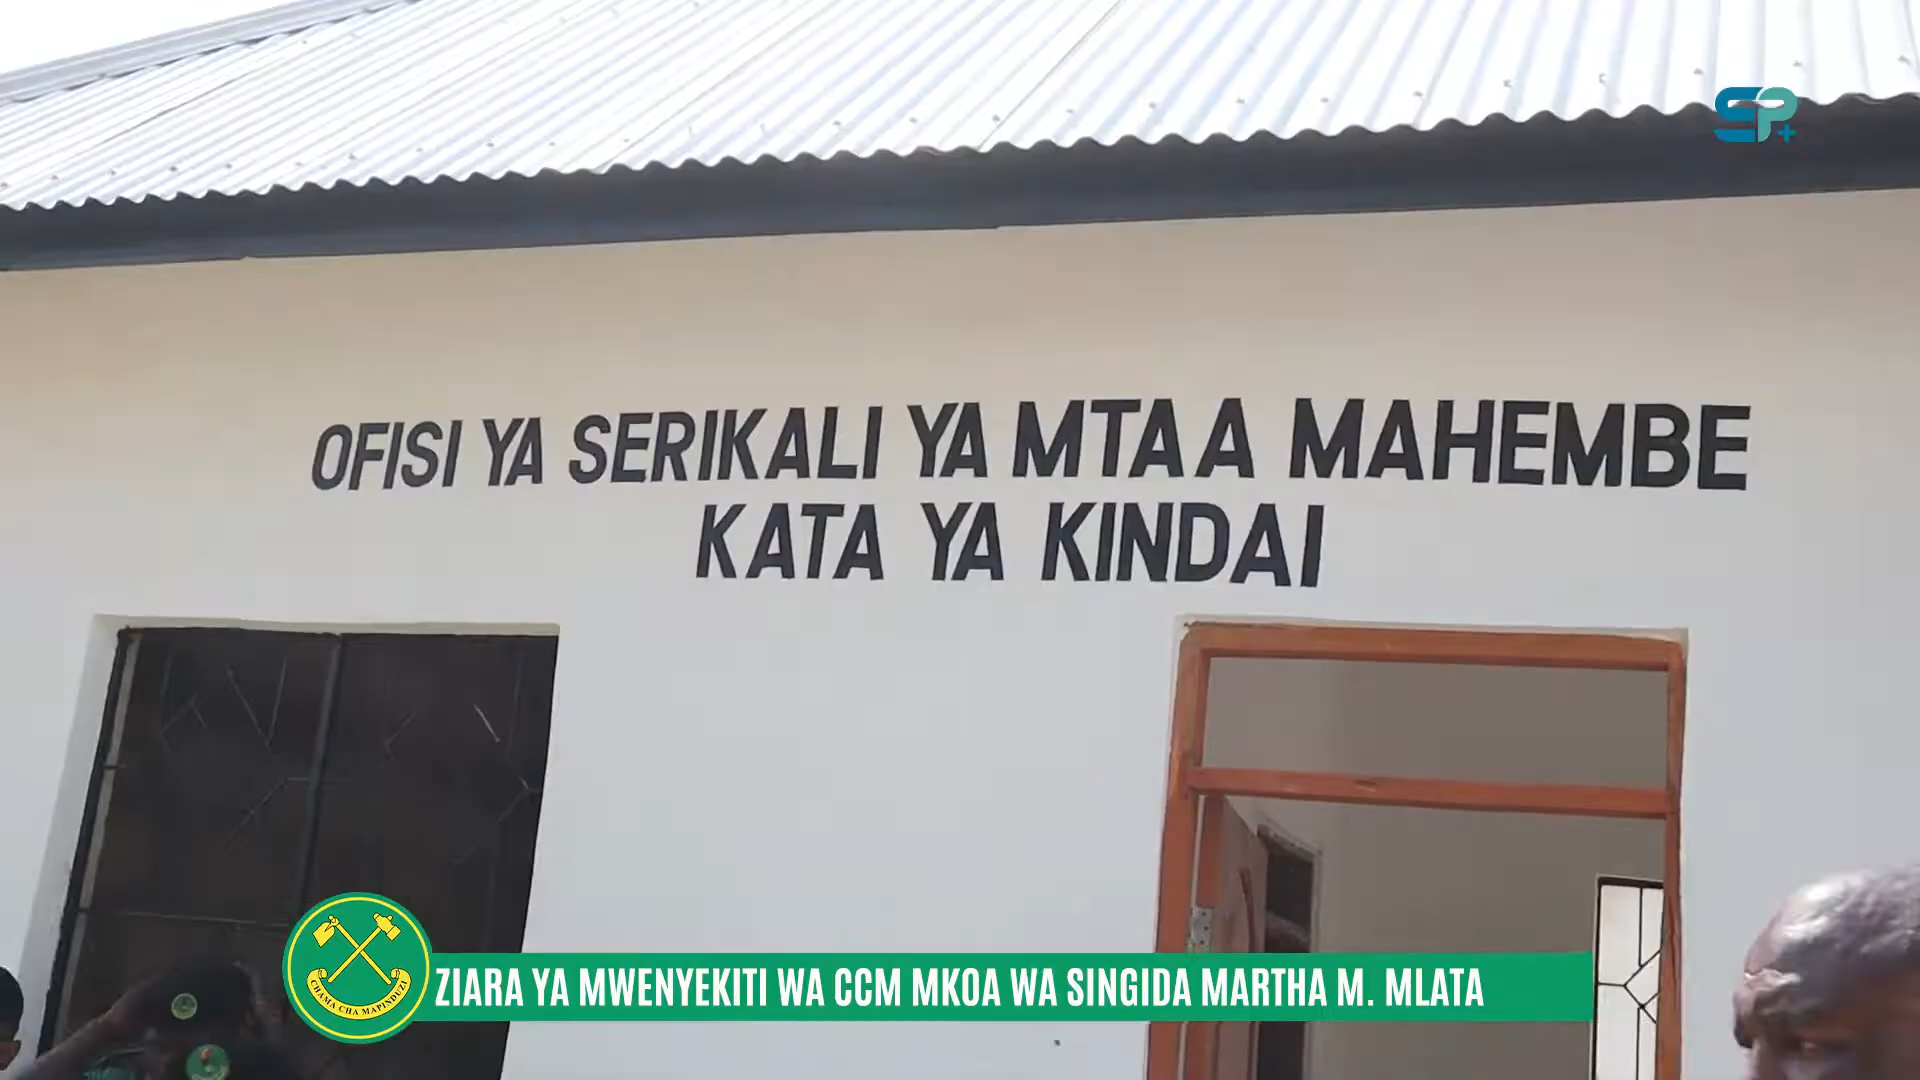 SP+
OFISI YA SERIKALI YA MTAA MAHEMBE
KATA YA KINDAI
CHAMA CHA MAPINDUZI
ZIARA YA MWENYEKITI WA CCM MKOA WA SINGIDA MARTHA M. MLATA